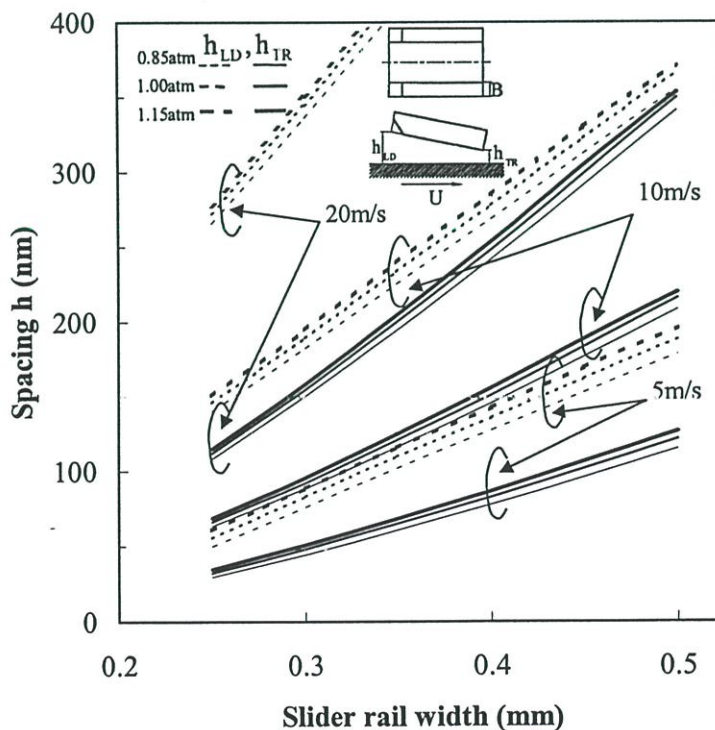 400
300
200
100
0
Spacing h (nm)
0.2
0.3
0.4
0.5
Slider rail width (mm)
h_LD, h_TR
0.85atm
1.00atm
1.15atm
B
h_LD
h_TR
U
20m/s
10m/s
5m/s